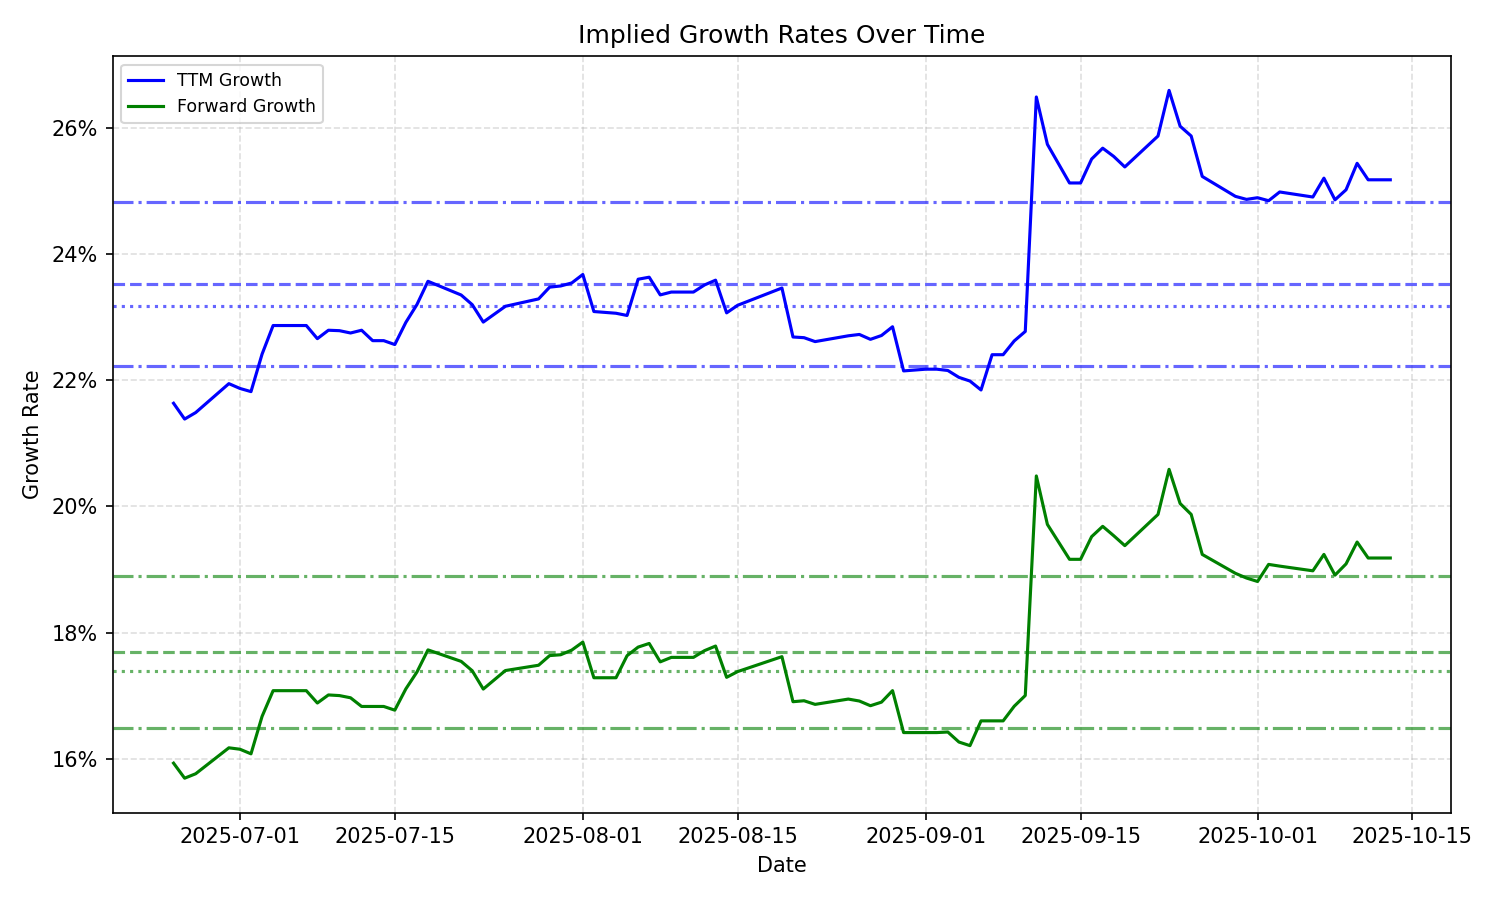 Implied Growth Rates Over Time
TTM Growth
Forward Growth
26%
24%
22%
20%
18%
16%
Growth Rate
2025-07-01
2025-07-15
2025-08-01
2025-08-15
2025-09-01
2025-09-15
2025-10-01
2025-10-15
Date